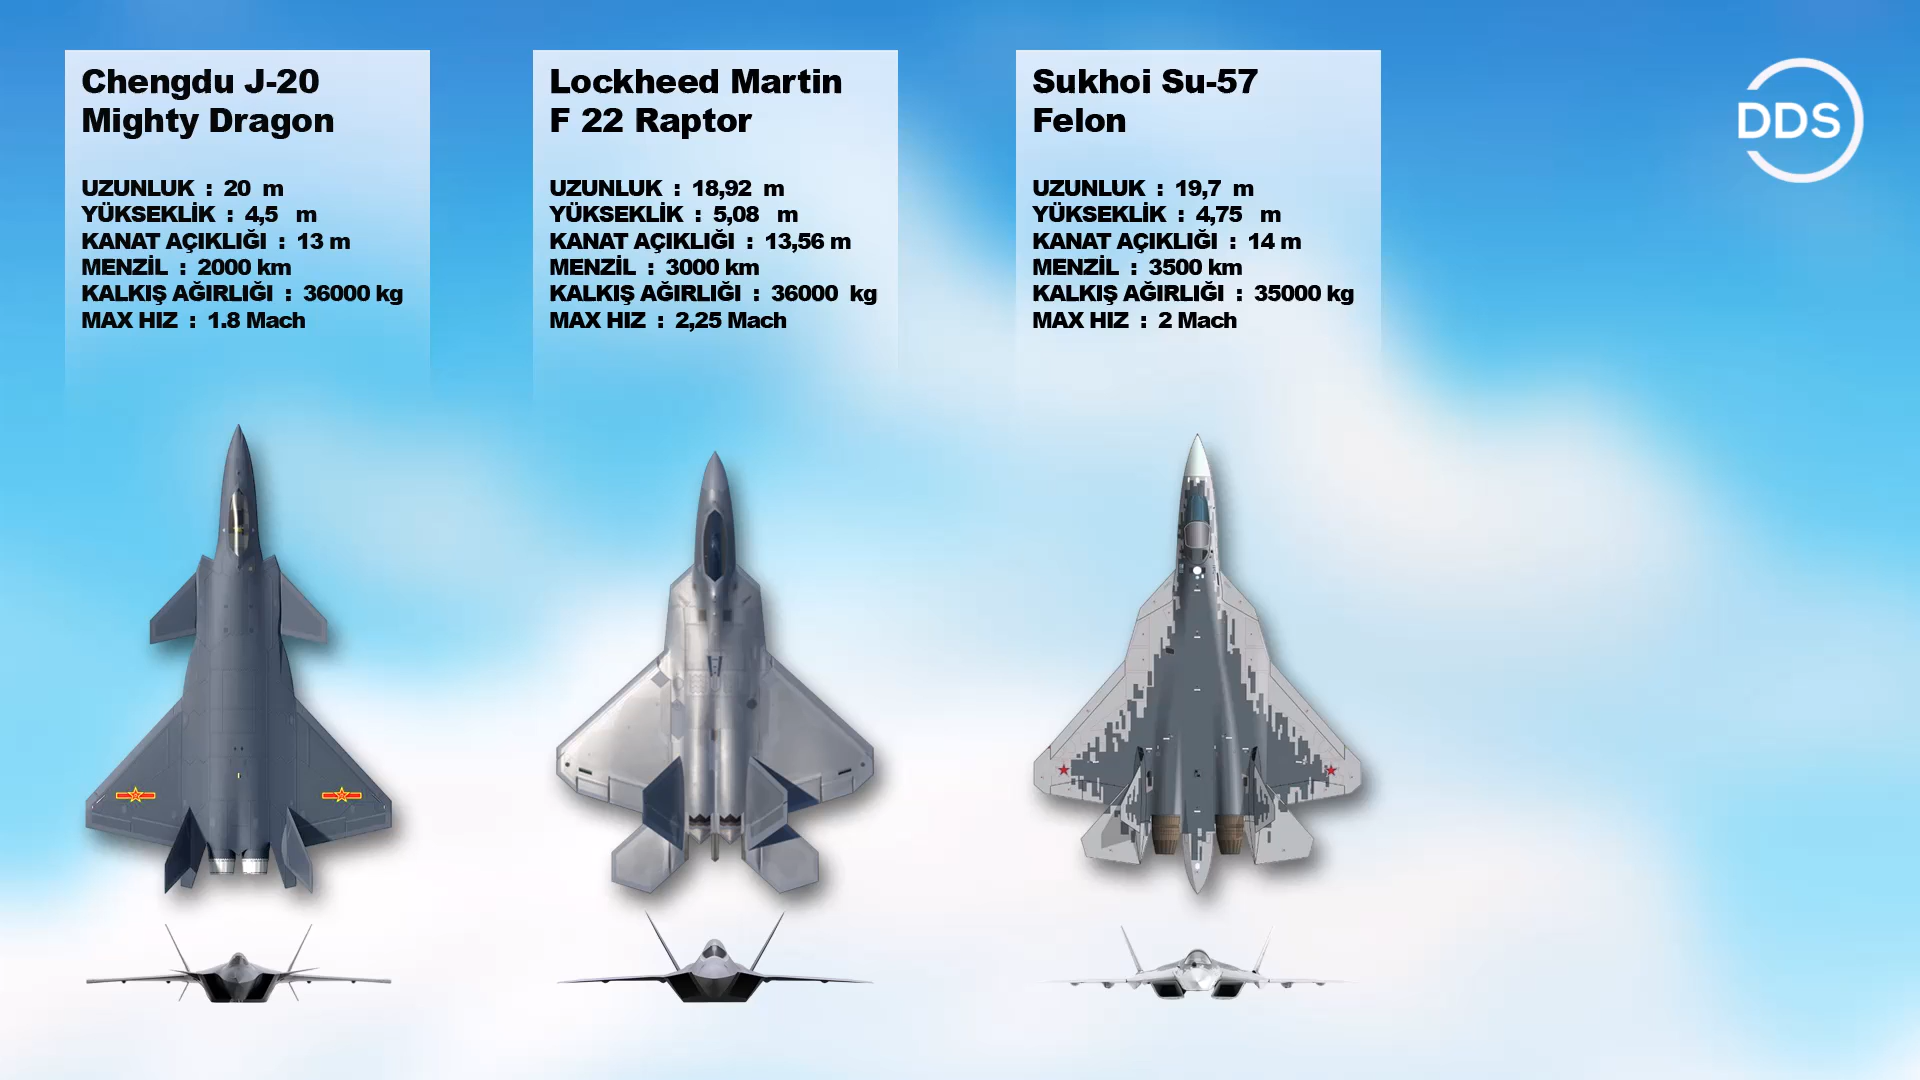 Chengdu J-20
Mighty Dragon
UZUNLUK : 20 m
YÜKSEKLİK : 4,5 m
KANAT AÇIKLIĞI : 13 m
MENZİL : 2000 km
KALKIŞ AĞIRLIĞI : 36000 kg
MAX HIZ : 1.8 Mach
Lockheed Martin
F 22 Raptor
UZUNLUK : 18,92 m
YÜKSEKLİK : 5,08 m
KANAT AÇIKLIĞI : 13,56 m
MENZİL : 3000 km
KALKIŞ AĞIRLIĞI : 36000 kg
MAX HIZ : 2,25 Mach
Sukhoi Su-57
Felon
UZUNLUK : 19,7 m
YÜKSEKLİK : 4,75 m
KANAT AÇIKLIĞI : 14 m
MENZİL : 3500 km
KALKIŞ AĞIRLIĞI : 35000 kg
MAX HIZ : 2 Mach
DDS